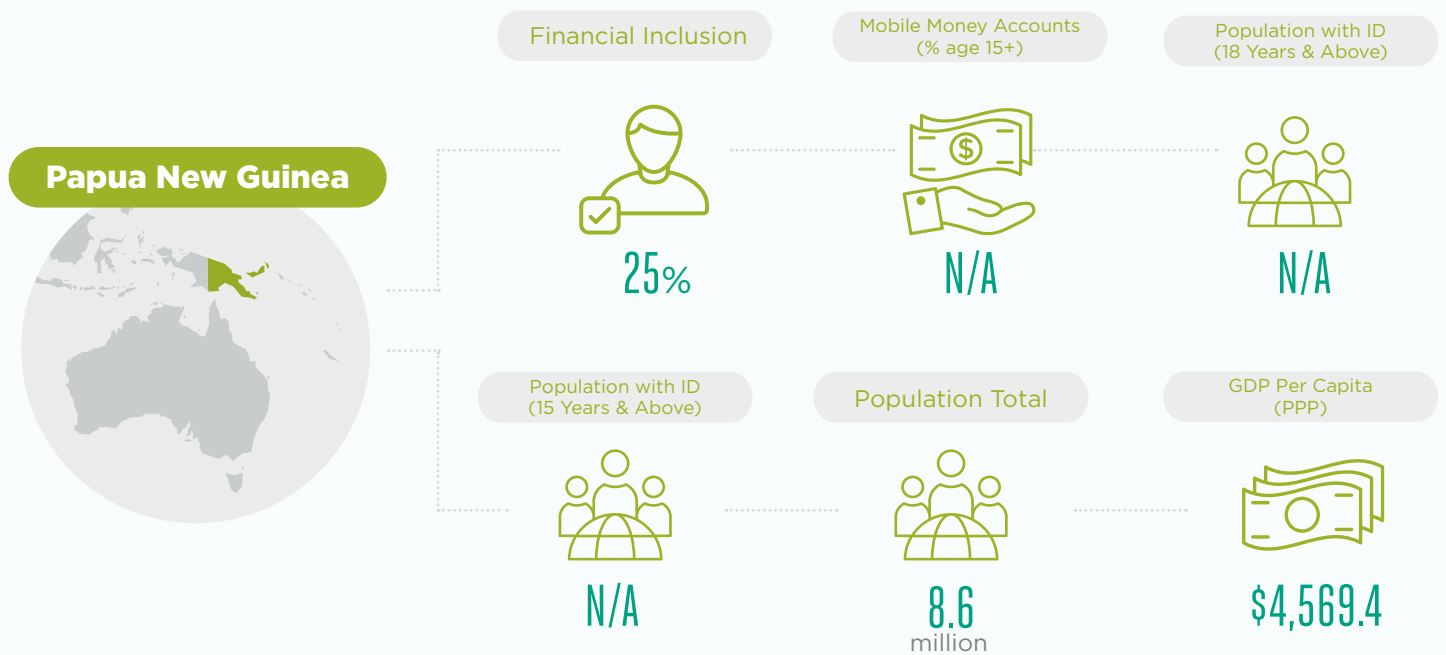 Papua New Guinea
Financial Inclusion
25%
Mobile Money Accounts
(% age 15+)
$
N/A
Population with ID
(18 Years & Above)
N/A
Population with ID
(15 Years & Above)
N/A
Population Total
8.6
million
GDP Per Capita
(PPP)
$4,569.4